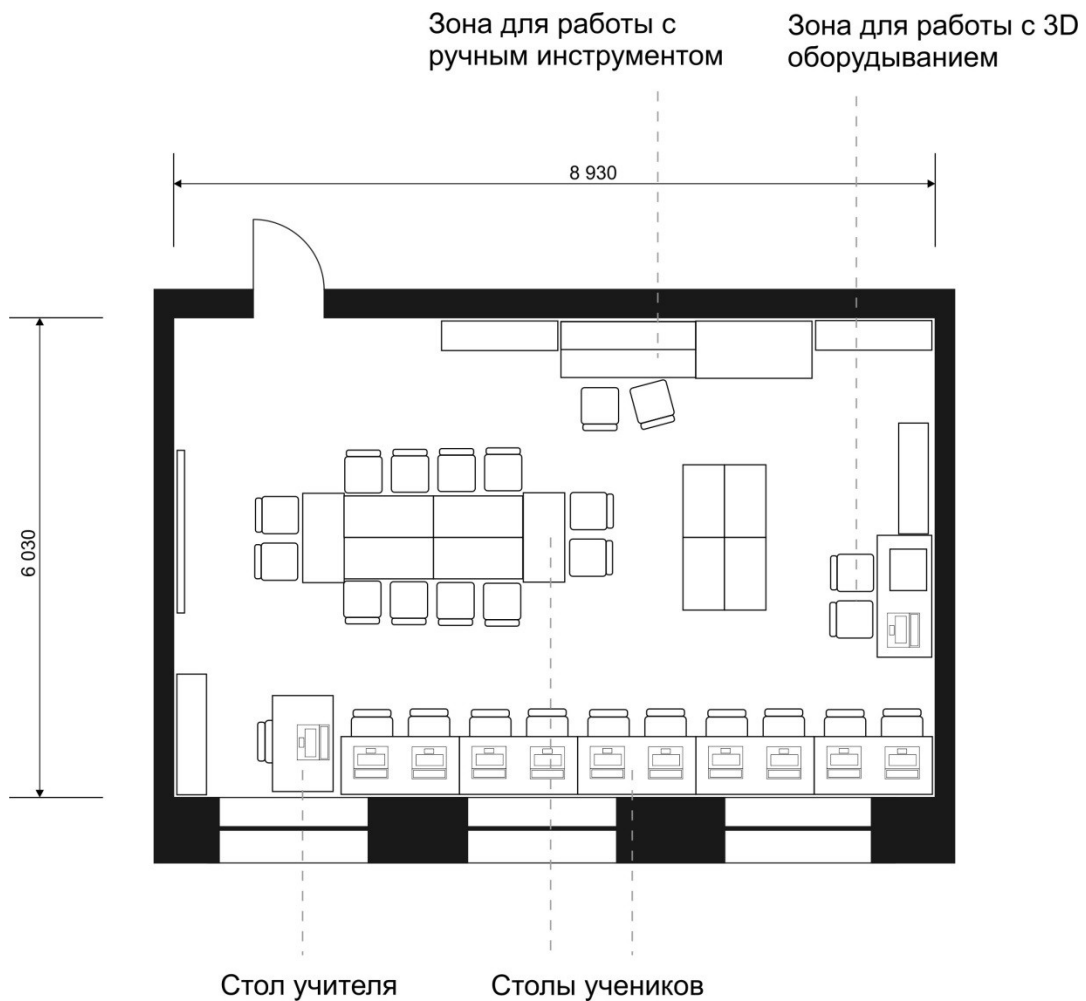 Зона для работы с
ручным инструментом
Зона для работы с 3D
оборудыванием
8 930
6 030
Стол учителя
Столы учеников